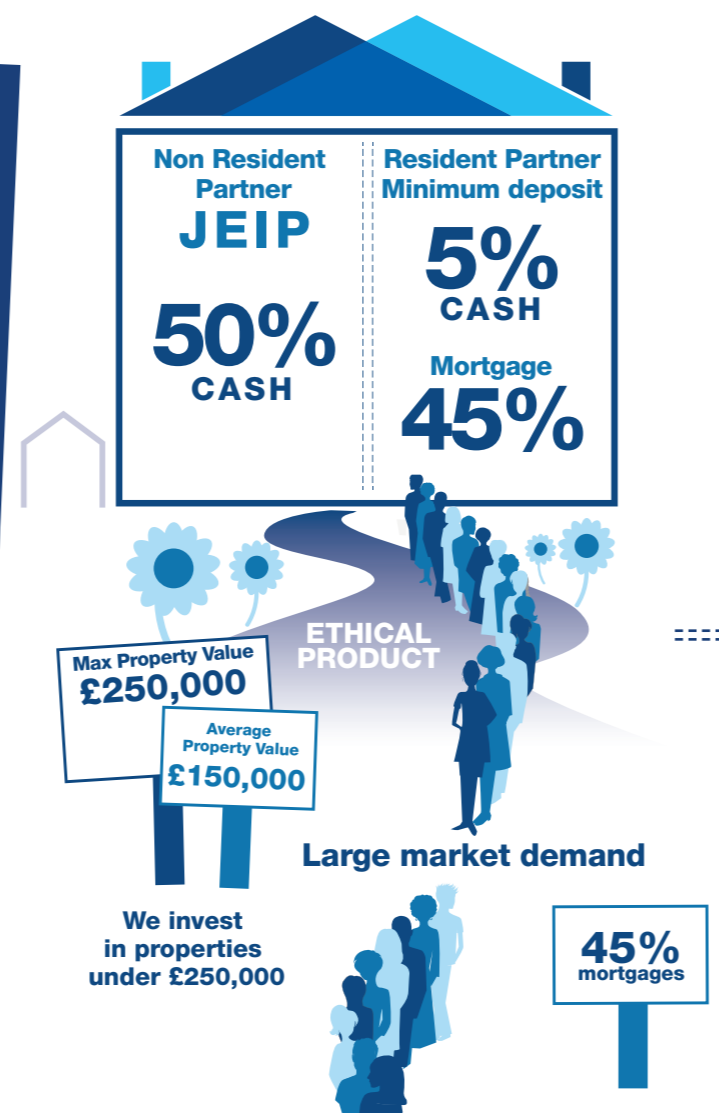 Non Resident
Partner
JEIP
50%
CASH
Resident Partner
Minimum deposit
5%
CASH
Mortgage
45%
ETHICAL
PRODUCT
Max Property Value
£250,000
Average
Property Value
£150,000
Large market demand
We invest
in properties
under £250,000
45%
mortgages